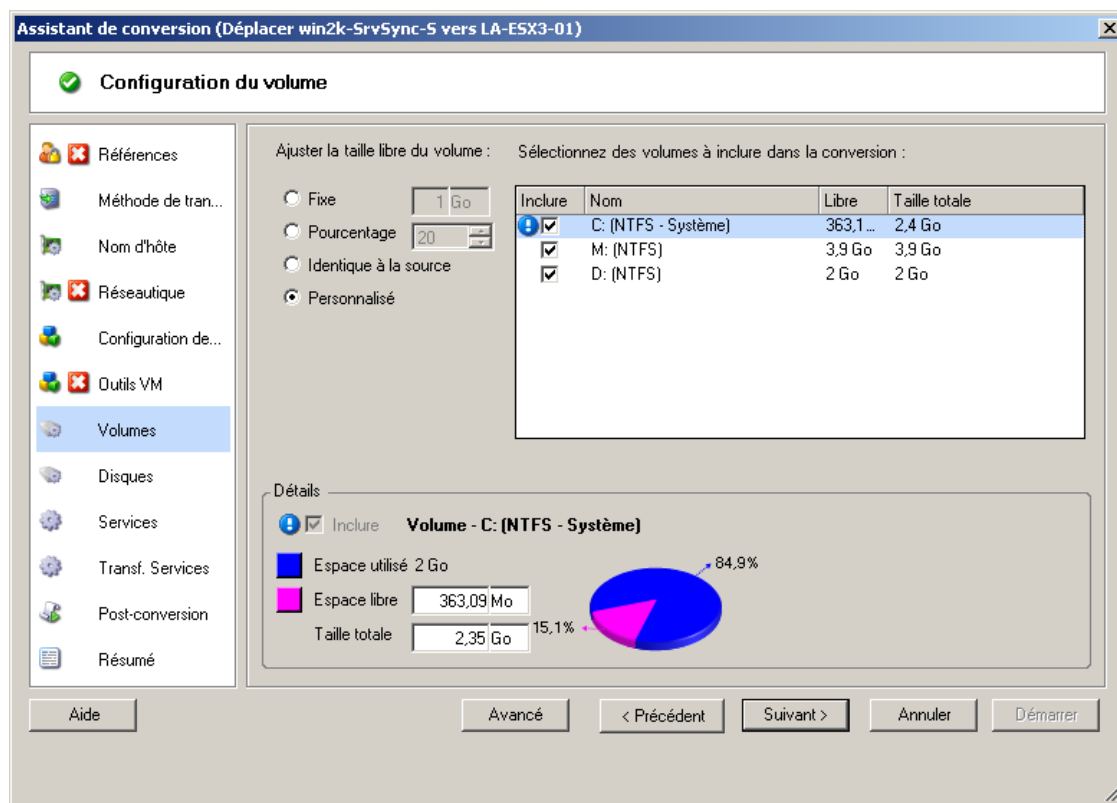 Assistant de conversion (Déplacer win2k-SrvSync-S vers LA-ESX3-01)
Configuration du volume
Références
Méthode de tran...
Nom d'hôte
Réseautique
Configuration de...
Outils VM
Volumes
Disques
Services
Transf. Services
Post-conversion
Résumé
Ajuster la taille libre du volume :
Fixe 1 Go
Pourcentage 20
Identique à la source
Personnalisé
Sélectionnez des volumes à inclure dans la conversion :
Inclure Nom Libre Taille totale
C: (NTFS - Système) 363,1... 2,4 Go
M: (NTFS) 3,9 Go 3,9 Go
D: (NTFS) 2 Go 2 Go
Détails
Inclure Volume - C: (NTFS - Système)
Espace utilisé 2 Go
Espace libre 363,09 Mo
Taille totale 2,35 Go
84,9%
15,1%
Aide
Avancé
< Précédent
Suivant >
Annuler
Démarrer